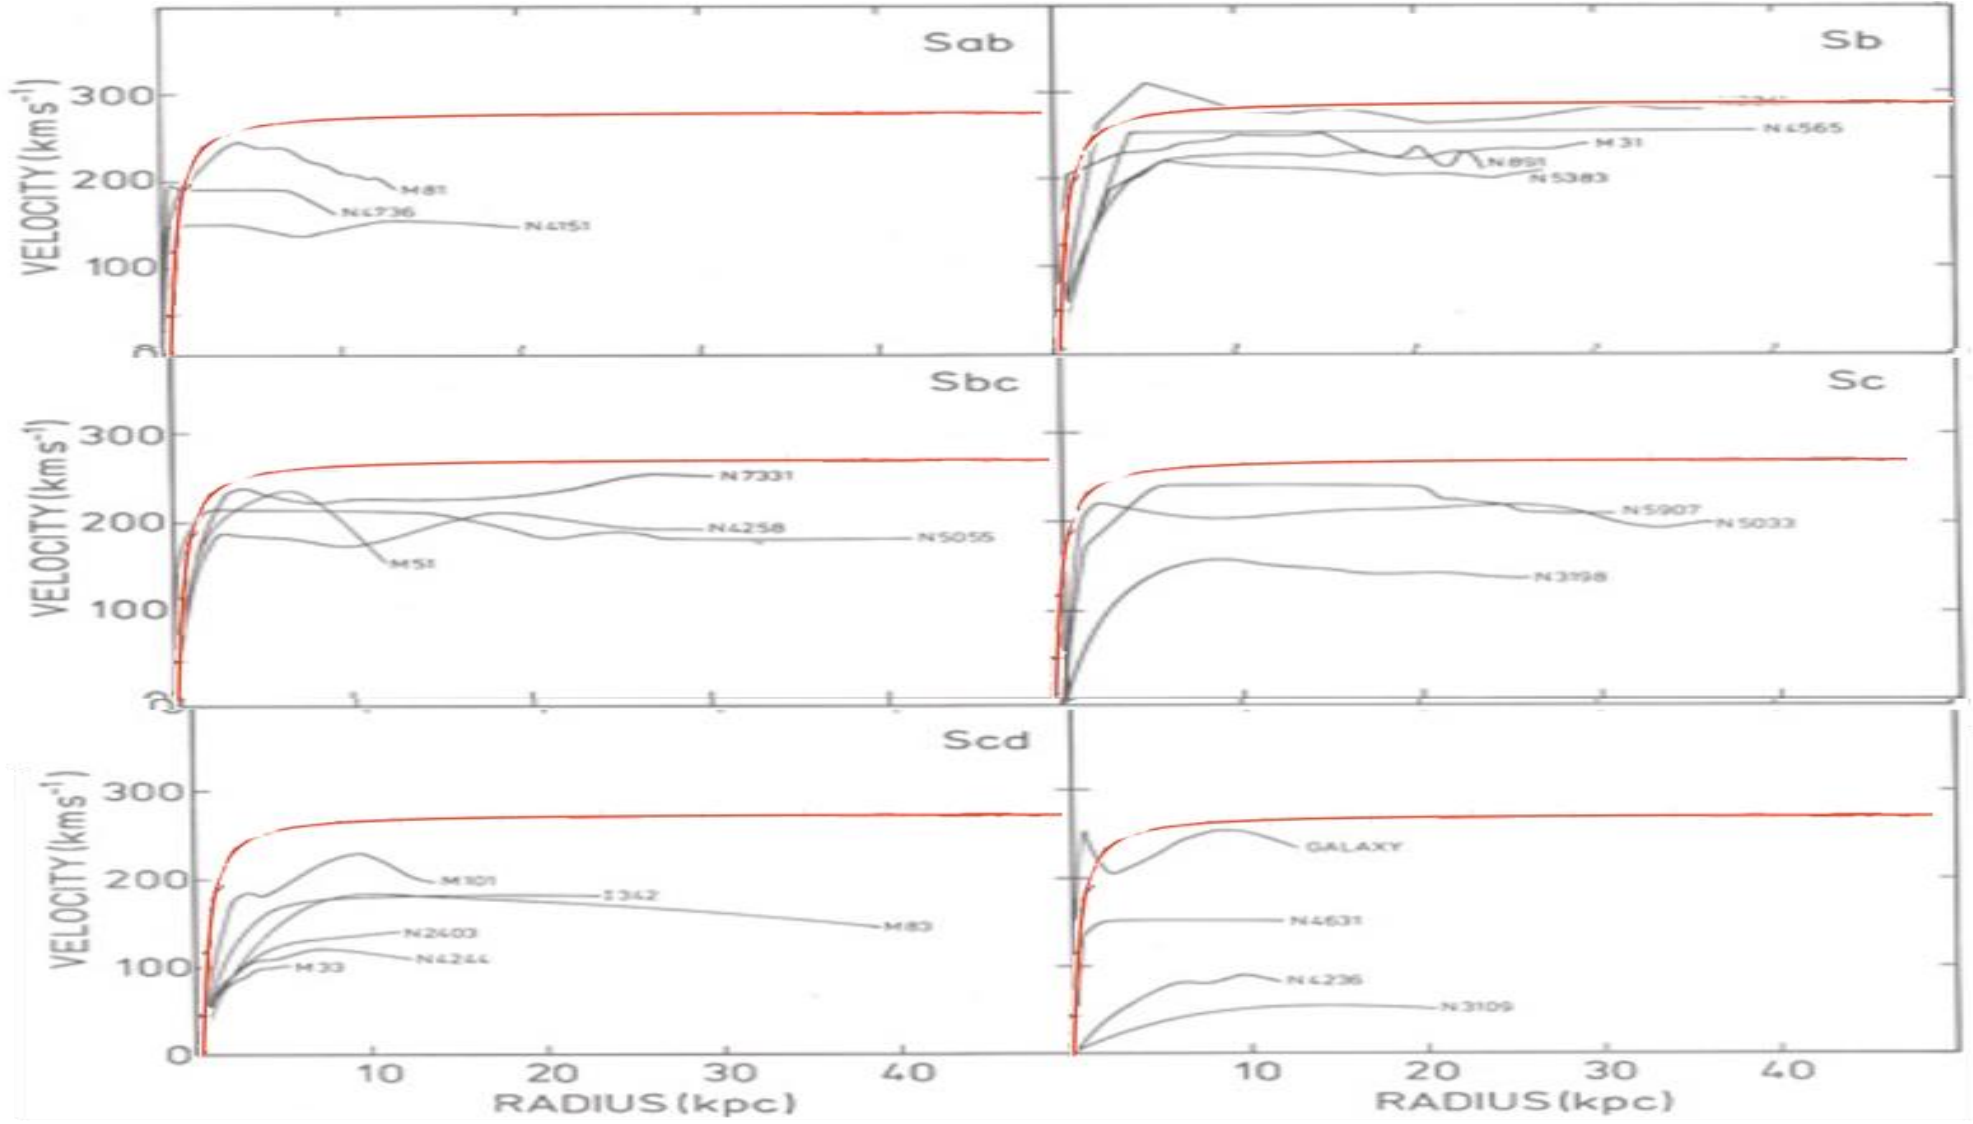 Sab
Sb
VELOCITY (kms⁻¹)
300
200
100
0
M81
N4736
N4151
N4565
M31
N891
N5383
Sbc
Sc
VELOCITY (kms⁻¹)
300
200
100
0
N7331
N4258
N5055
M51
N5907
N5033
N3198
Scd
VELOCITY (kms⁻¹)
300
200
100
0
M101
I342
M83
N2403
N4244
M33
GALAXY
N4631
N4236
N3109
10 20 30 40
10 20 30 40
RADIUS (kpc)
RADIUS (kpc)